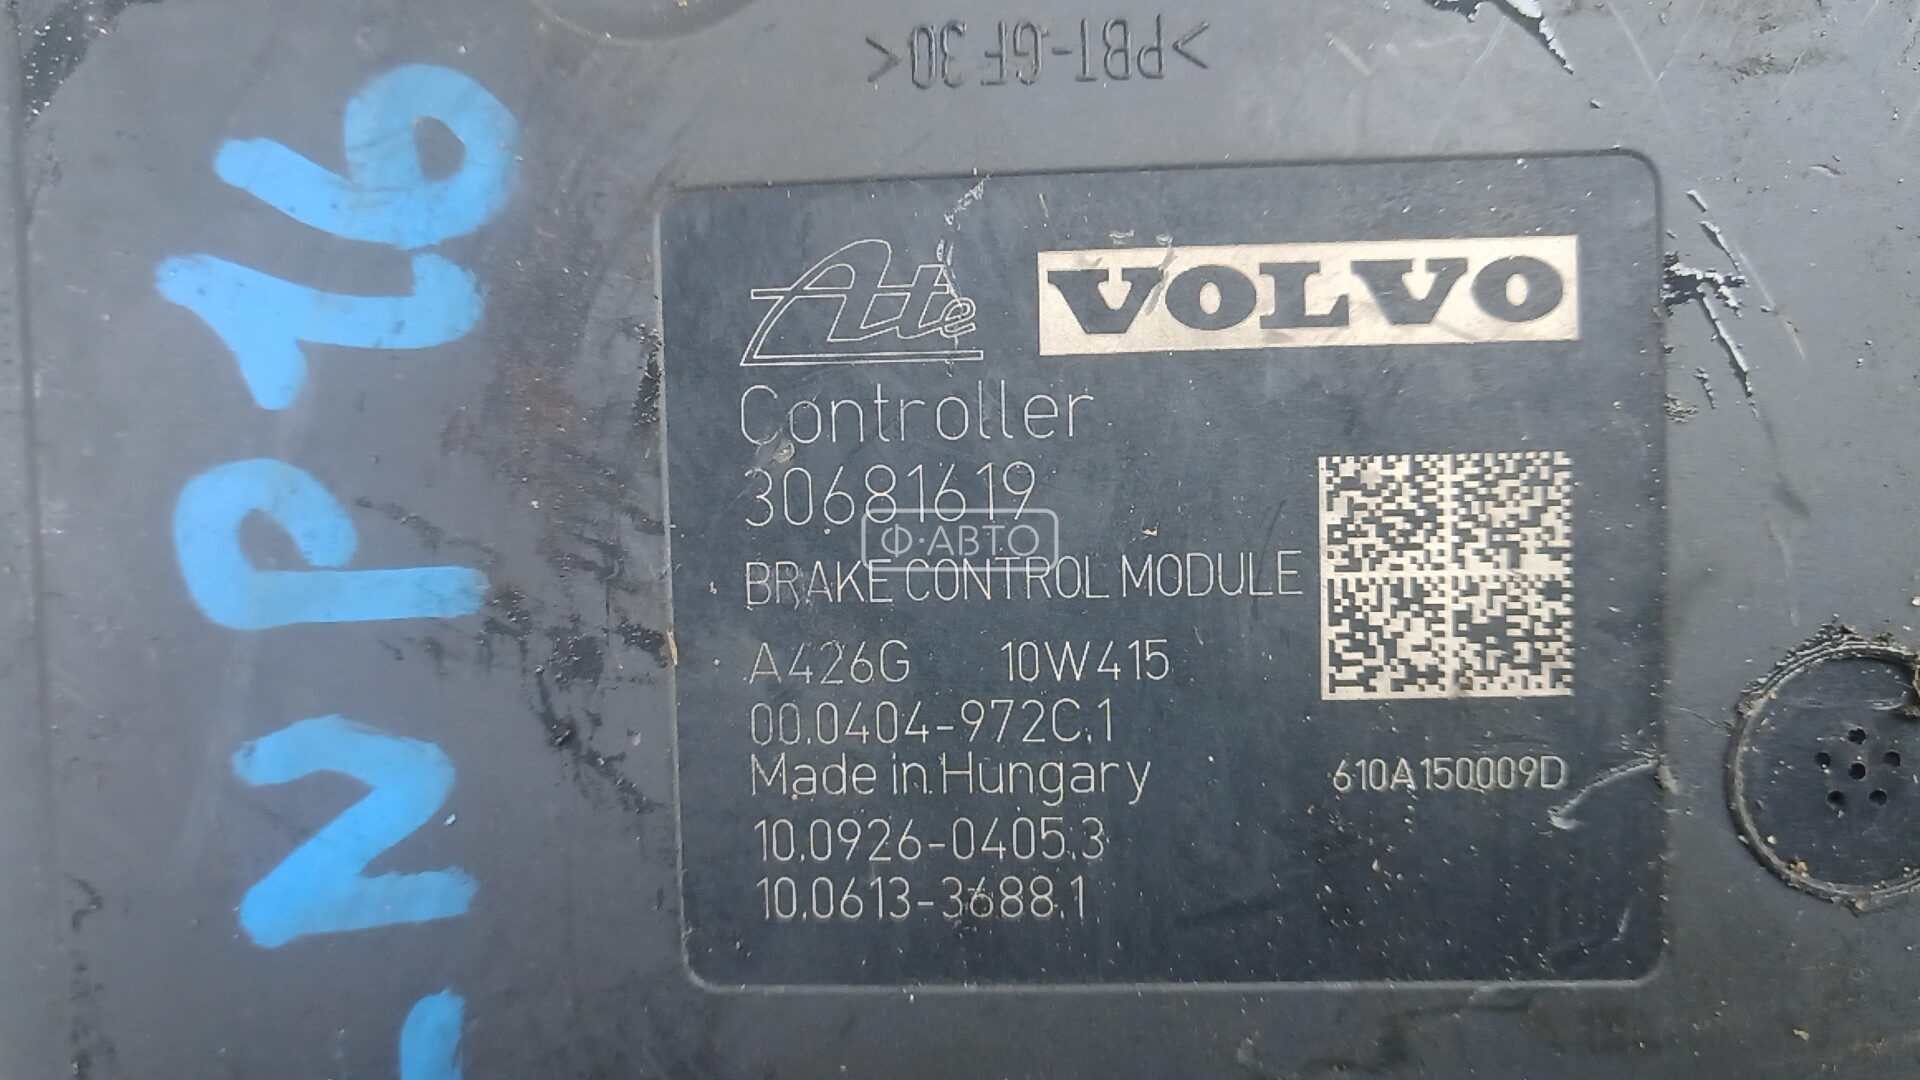 >PBT-GF30<
Ate VOLVO
Controller
30681619
Ф·АВТО
BRAKE CONTROL MODULE
A426G 10W415
00.0404-972C.1
Made in Hungary
610A150009D
10.0926-0405.3
10.0613-3688.1